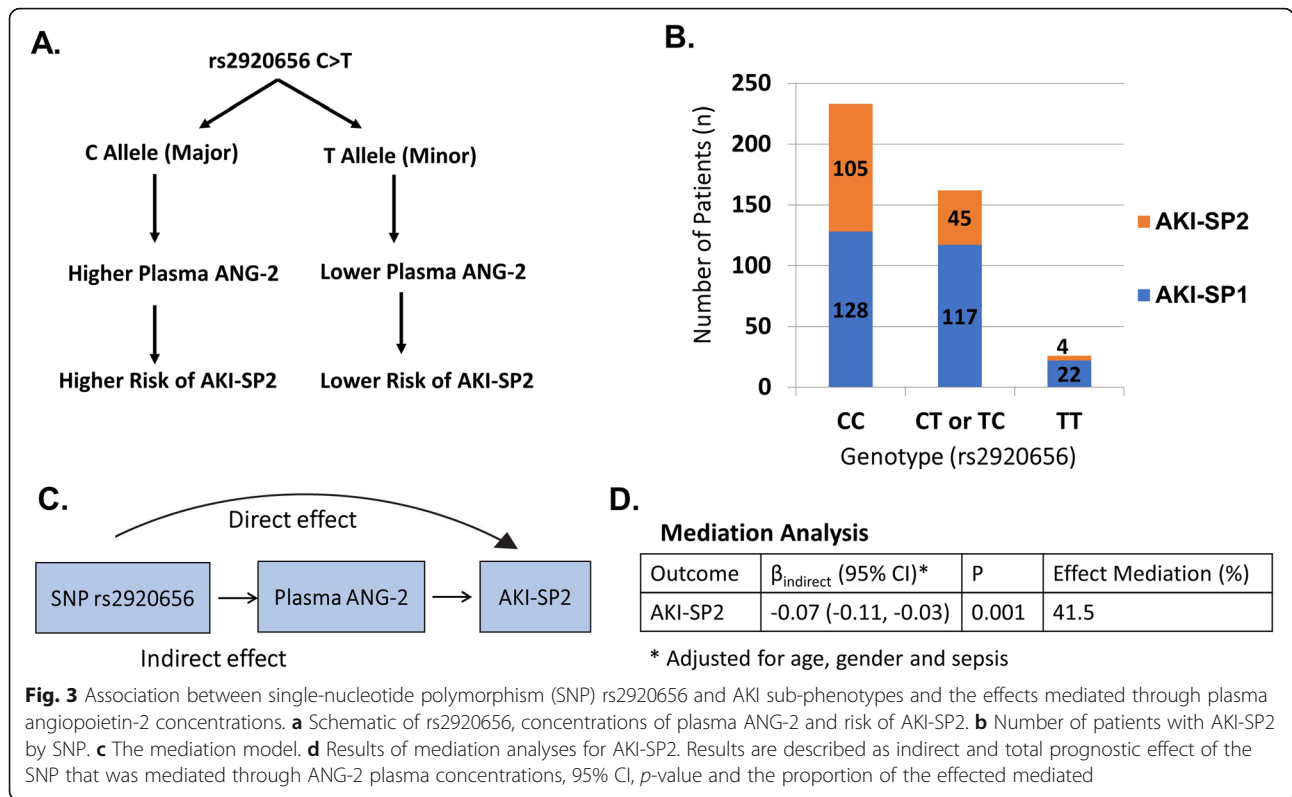 A.
rs2920656 C>T
C Allele (Major)
T Allele (Minor)
Higher Plasma ANG-2
Lower Plasma ANG-2
Higher Risk of AKI-SP2
Lower Risk of AKI-SP2
B.
Number of Patients (n)
250
200
150
100
50
0
105
128
45
117
4
22
CC
CT or TC
TT
Genotype (rs2920656)
AKI-SP2
AKI-SP1
C.
Direct effect
SNP rs2920656
Plasma ANG-2
AKI-SP2
Indirect effect
D.
Mediation Analysis
Outcome βindirect (95% CI)* P Effect Mediation (%)
AKI-SP2 -0.07 (-0.11, -0.03) 0.001 41.5
* Adjusted for age, gender and sepsis
Fig. 3 Association between single-nucleotide polymorphism (SNP) rs2920656 and AKI sub-phenotypes and the effects mediated through plasma
angiopoietin-2 concentrations. a Schematic of rs2920656, concentrations of plasma ANG-2 and risk of AKI-SP2. b Number of patients with AKI-SP2
by SNP. c The mediation model. d Results of mediation analyses for AKI-SP2. Results are described as indirect and total prognostic effect of the
SNP that was mediated through ANG-2 plasma concentrations, 95% CI, p-value and the proportion of the effected mediated